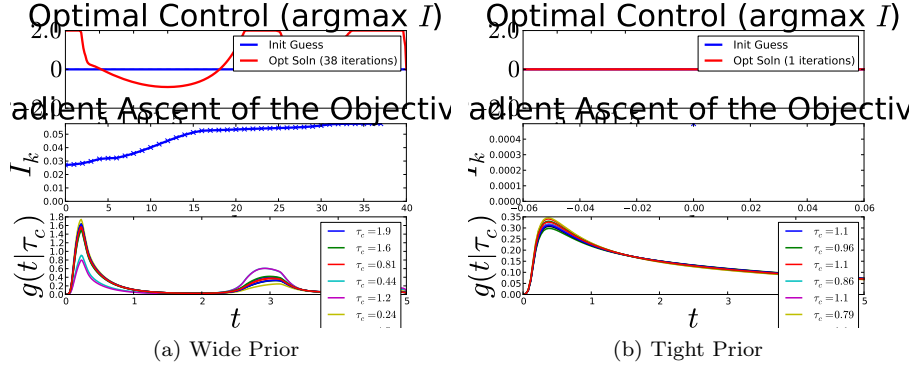 Optimal Control (argmax I)
2.0
0
Init Guess
Opt Soln (38 iterations)
adient Ascent of the Objectiv
I_k
0.05
0.04
0.03
0.02
0.01
0.00
0 5 10 15 20 25 30 35 40
g(t|τ_c)
1.8
1.6
1.4
1.2
1.0
0.8
0.6
0.4
0.2
0.0
0 1 2 3 5
t
τ_c=1.9
τ_c=1.6
τ_c=0.81
τ_c=0.44
τ_c=1.2
τ_c=0.24
(a) Wide Prior
Optimal Control (argmax I)
2.0
0
Init Guess
Opt Soln (1 iterations)
adient Ascent of the Objectiv
I_k
0.0004
0.0003
0.0002
0.0001
0.0000
−0.06 −0.04 −0.02 0.00 0.02 0.04 0.06
g(t|τ_c)
0.35
0.30
0.25
0.20
0.15
0.10
0.05
0.00
0 1 2 3 5
t
τ_c=1.1
τ_c=0.96
τ_c=1.1
τ_c=0.86
τ_c=1.1
τ_c=0.79
(b) Tight Prior